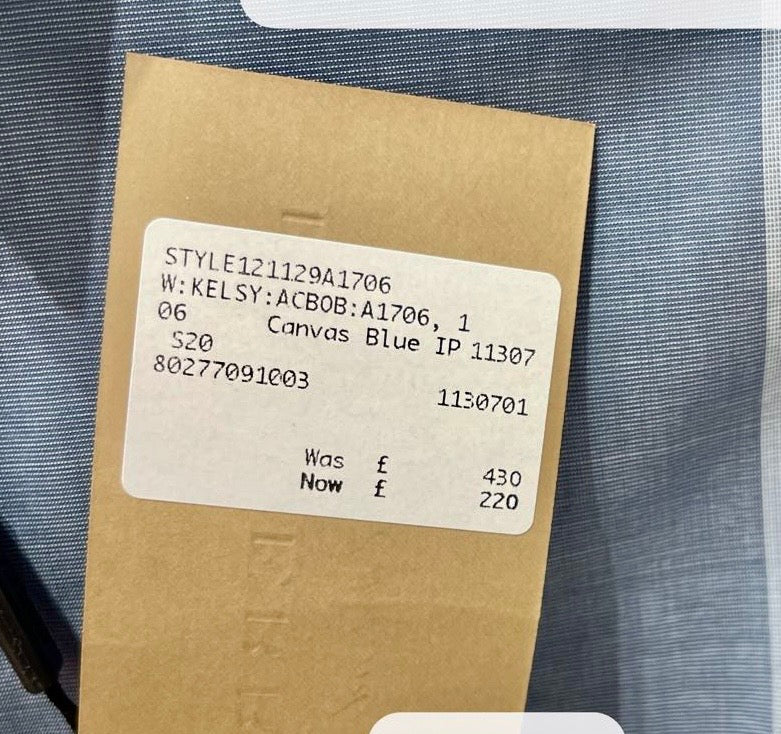 STYLE121129A1706
W:KELSY:ACBOB:A1706, 1
06 Canvas Blue IP 11307
S20
80277091003
1130701
Was £ 430
Now £ 220